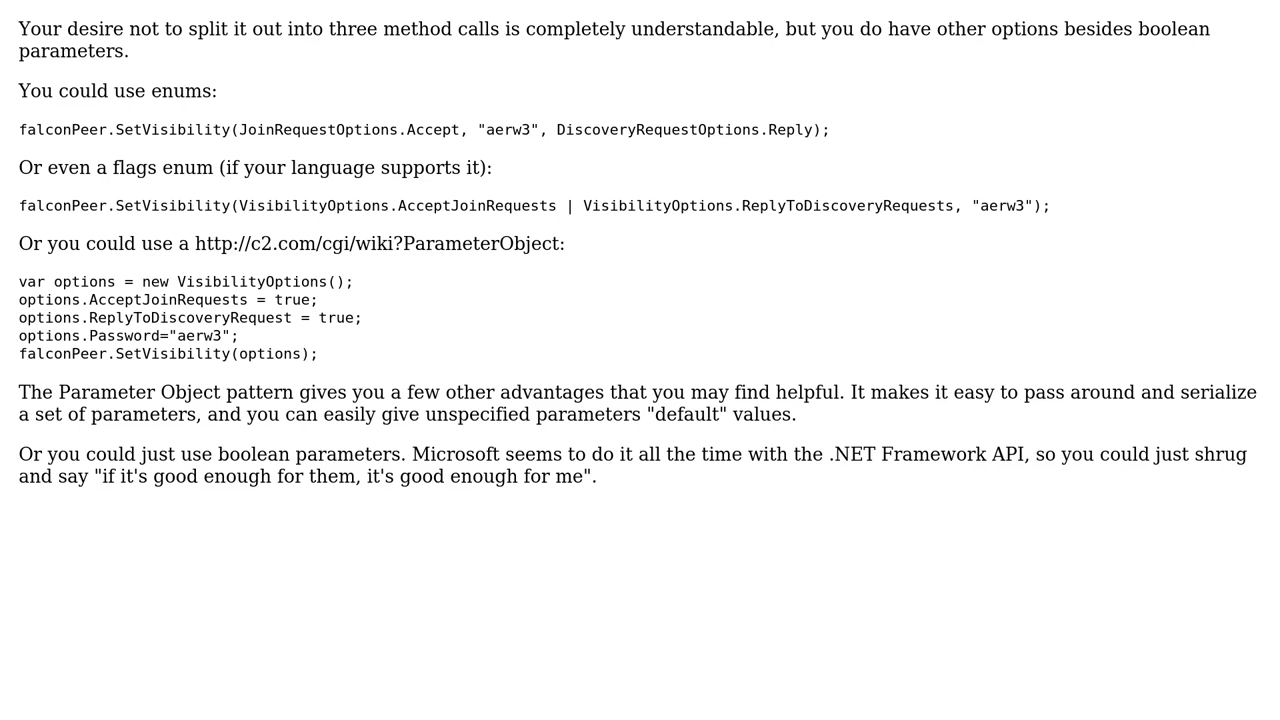 Your desire not to split it out into three method calls is completely understandable, but you do have other options besides boolean
parameters.
You could use enums:
falconPeer.SetVisibility(JoinRequestOptions.Accept, "aerw3", DiscoveryRequestOptions.Reply);
Or even a flags enum (if your language supports it):
falconPeer.SetVisibility(VisibilityOptions.AcceptJoinRequests | VisibilityOptions.ReplyToDiscoveryRequests, "aerw3");
Or you could use a http://c2.com/cgi/wiki?ParameterObject:
var options = new VisibilityOptions();
options.AcceptJoinRequests = true;
options.ReplyToDiscoveryRequest = true;
options.Password="aerw3";
falconPeer.SetVisibility(options);
The Parameter Object pattern gives you a few other advantages that you may find helpful. It makes it easy to pass around and serialize
a set of parameters, and you can easily give unspecified parameters "default" values.
Or you could just use boolean parameters. Microsoft seems to do it all the time with the .NET Framework API, so you could just shrug
and say "if it's good enough for them, it's good enough for me".